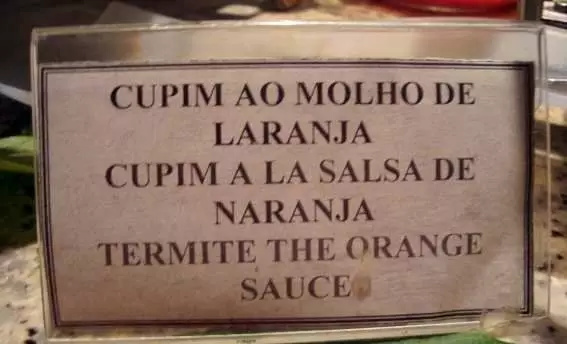 CUPIM AO MOLHO DE
LARANJA
CUPIM A LA SALSA DE
NARANJA
TERMITE THE ORANGE
SAUCE